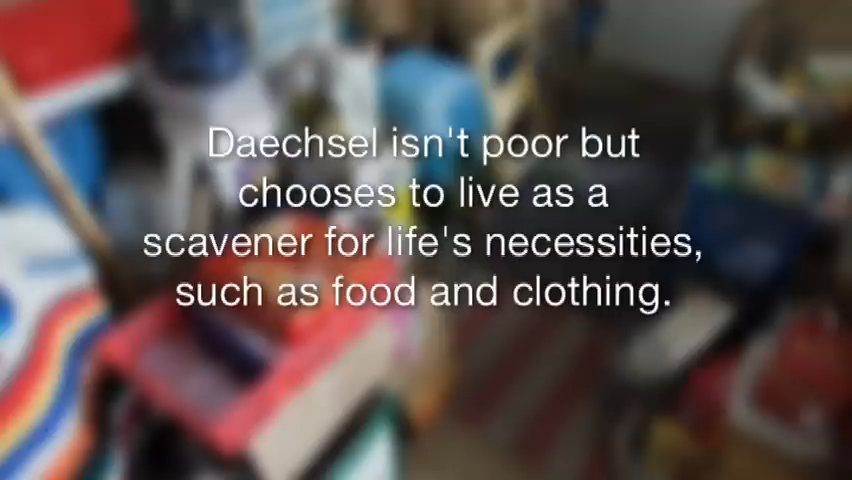 Daechsel isn't poor but
chooses to live as a
scavener for life's necessities,
such as food and clothing.